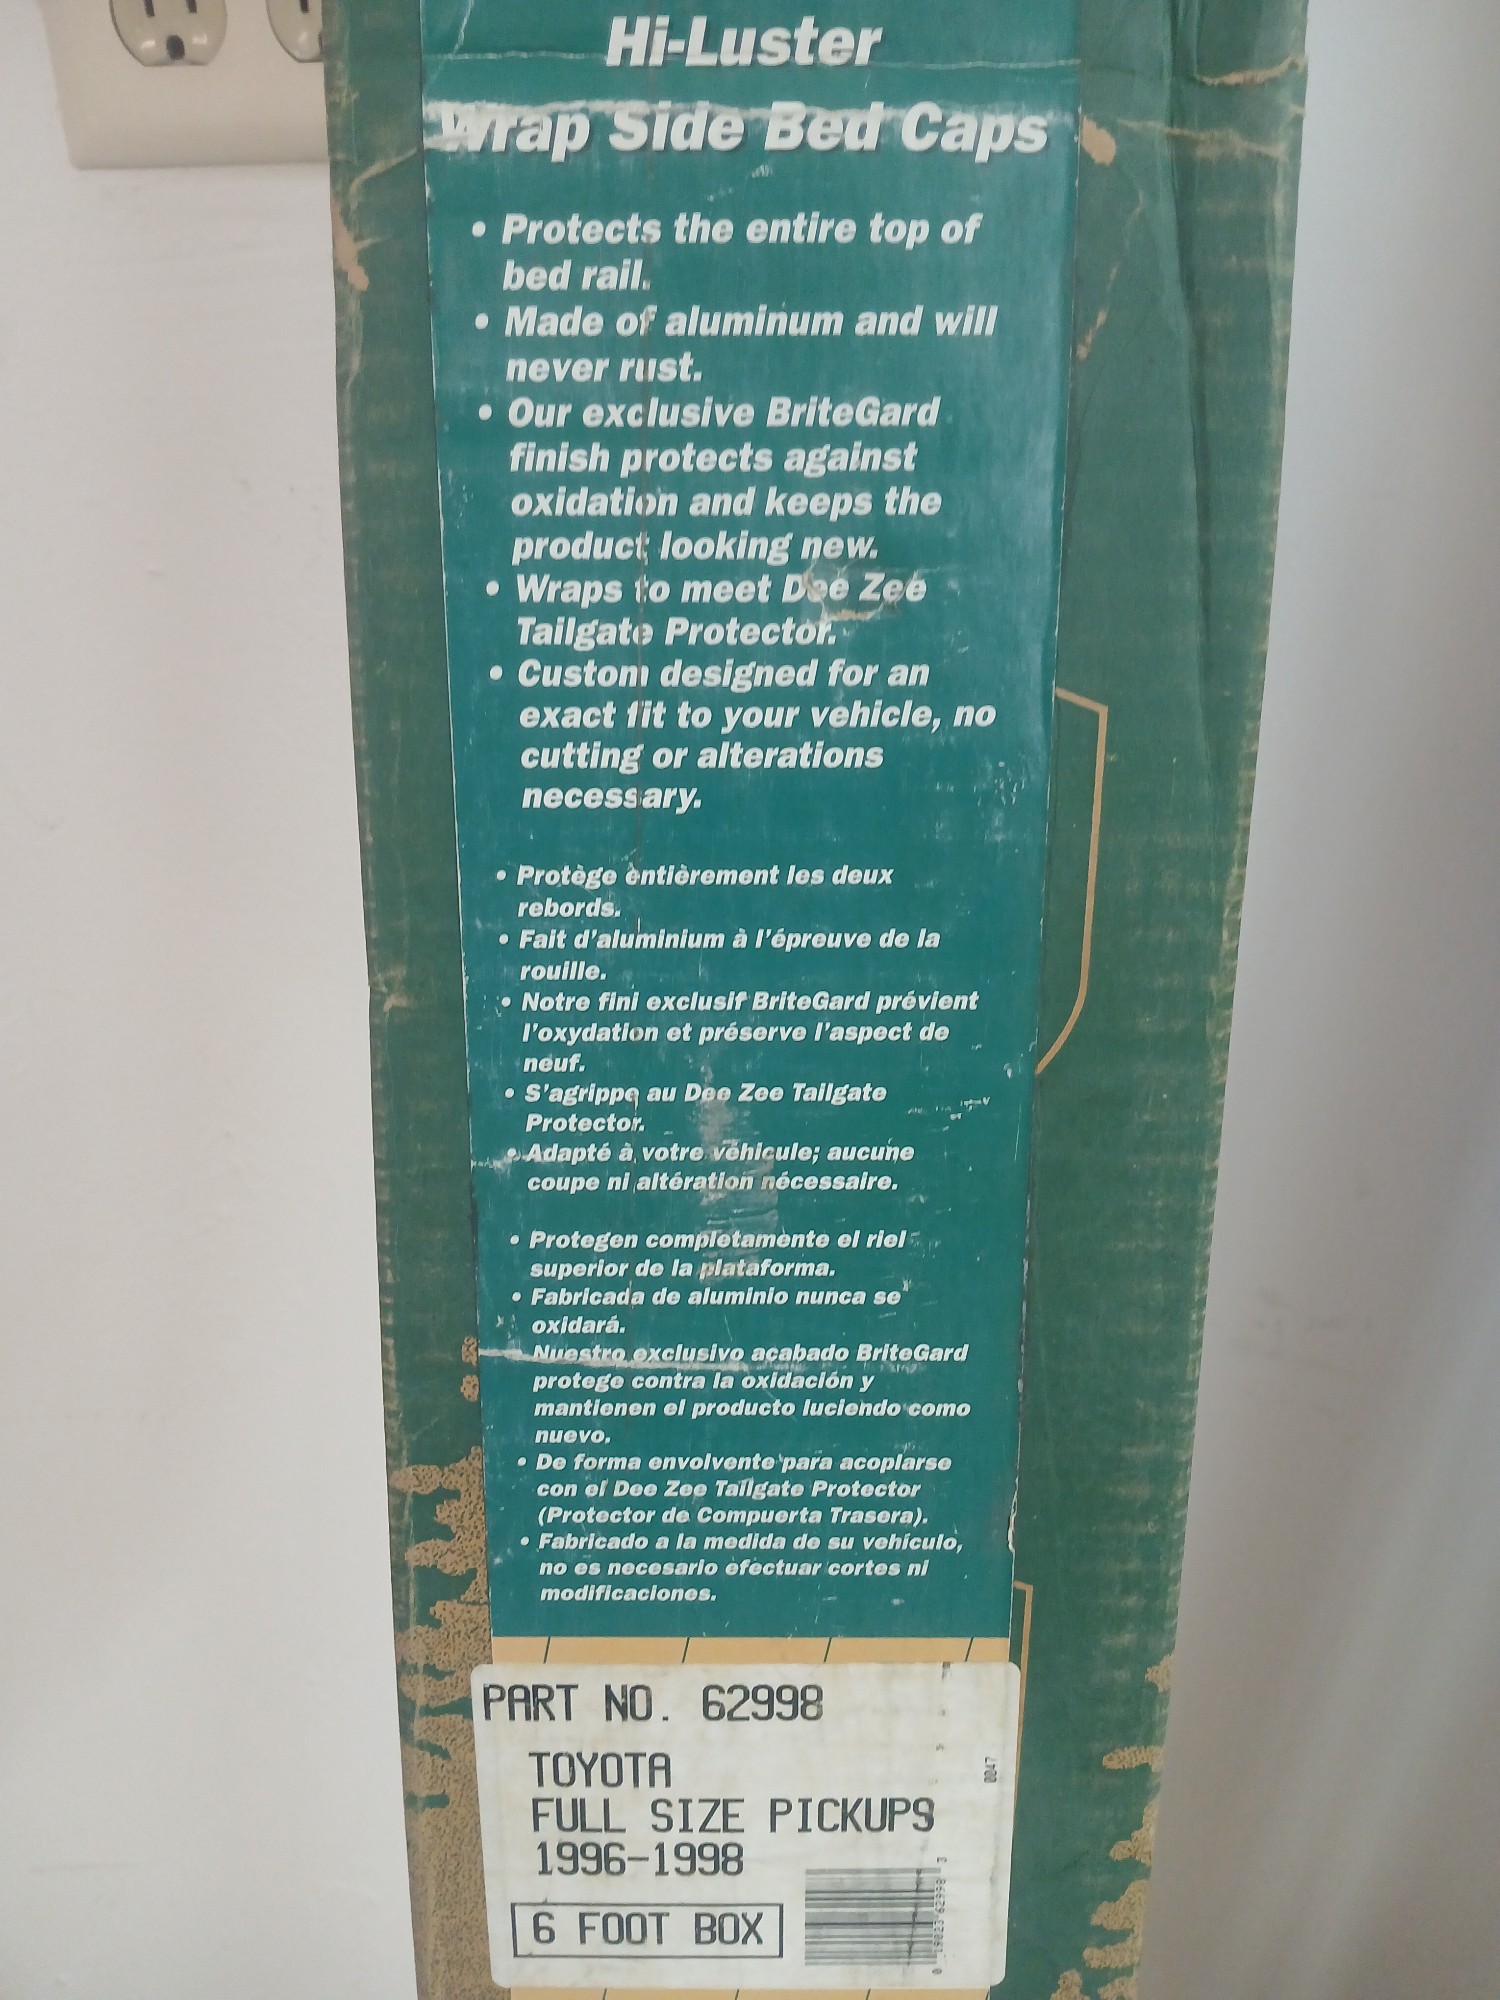 Hi-Luster
Wrap Side Bed Caps
• Protects the entire top of
bed rail.
• Made of aluminum and will
never rust.
• Our exclusive BriteGard
finish protects against
oxidation and keeps the
product looking new.
• Wraps to meet Dee Zee
Tailgate Protector.
• Custom designed for an
exact fit to your vehicle, no
cutting or alterations
necessary.
• Protège entièrement les deux
rebords.
• Fait d'aluminium à l'épreuve de la
rouille.
• Notre fini exclusif BriteGard prévient
l'oxydation et préserve l'aspect de
neuf.
• S'agrippe au Dee Zee Tailgate
Protector.
• Adapté à votre véhicule; aucune
coupe ni altération nécessaire.
• Protegen completamente el riel
superior de la plataforma.
• Fabricada de aluminio nunca se
oxidará.
Nuestro exclusivo acabado BriteGard
protege contra la oxidación y
mantienen el producto luciendo como
nuevo.
• De forma envolvente para acoplarse
con el Dee Zee Tailgate Protector
(Protector de Compuerta Trasera).
• Fabricado a la medida de su vehículo,
no es necesario efectuar cortes ni
modificaciones.
PART NO. 62998
TOYOTA
FULL SIZE PICKUPS
1996-1998
6 FOOT BOX
0047
0 19023 62998 3